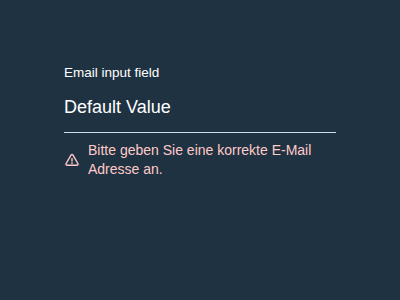 Email input field
Default Value
Bitte geben Sie eine korrekte E-Mail
Adresse an.